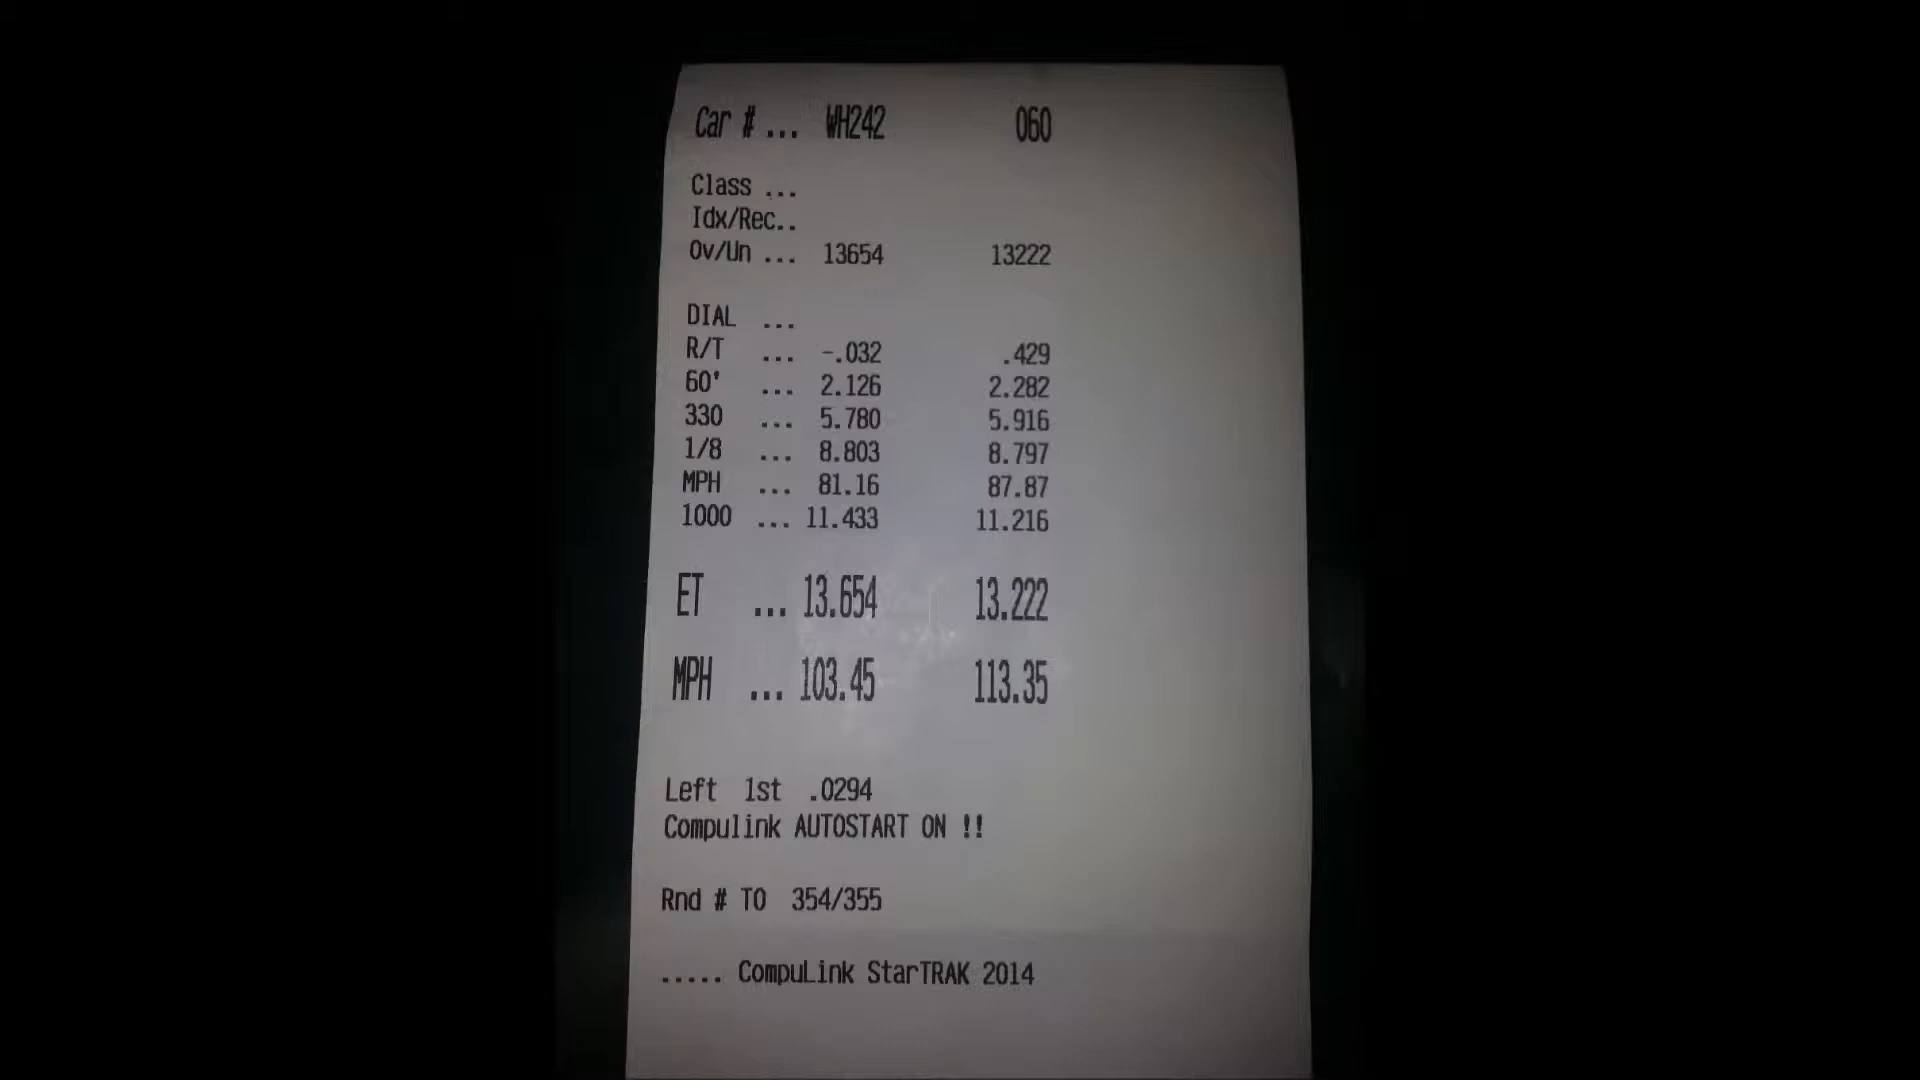 Car # ... WH242 060
Class ...
Idx/Rec..
Ov/Un ... 13654 13222
DIAL ...
R/T ... -.032 .429
60' ... 2.126 2.282
330 ... 5.780 5.916
1/8 ... 8.803 8.797
MPH ... 81.16 87.87
1000 ... 11.433 11.216
ET ... 13.654 13.222
MPH ... 103.45 113.35
Left 1st .0294
Compulink AUTOSTART ON !!
Rnd # TO 354/355
..... CompuLink StarTRAK 2014